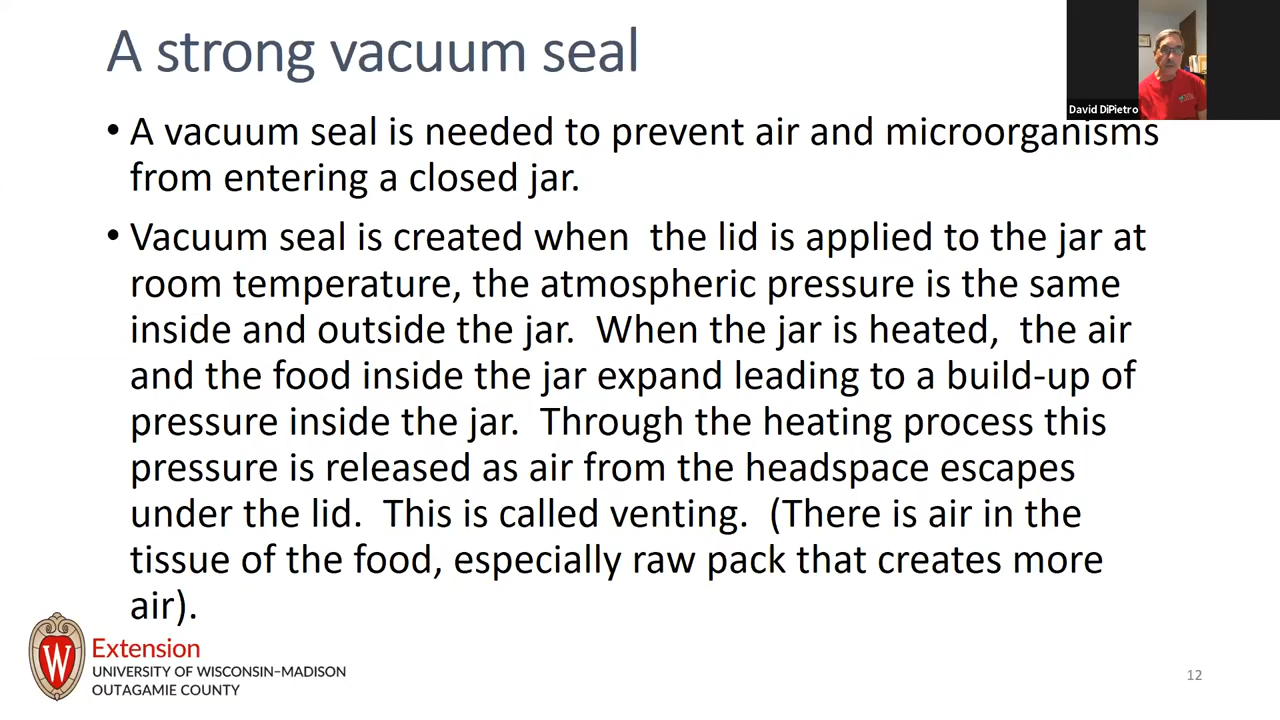 A strong vacuum seal
David DiPietro
• A vacuum seal is needed to prevent air and microorganisms
from entering a closed jar.
• Vacuum seal is created when  the lid is applied to the jar at
room temperature, the atmospheric pressure is the same
inside and outside the jar.  When the jar is heated,  the air
and the food inside the jar expand leading to a build-up of
pressure inside the jar.  Through the heating process this
pressure is released as air from the headspace escapes
under the lid.  This is called venting.  (There is air in the
tissue of the food, especially raw pack that creates more
air).
W
Extension
UNIVERSITY OF WISCONSIN–MADISON
OUTAGAMIE COUNTY
12